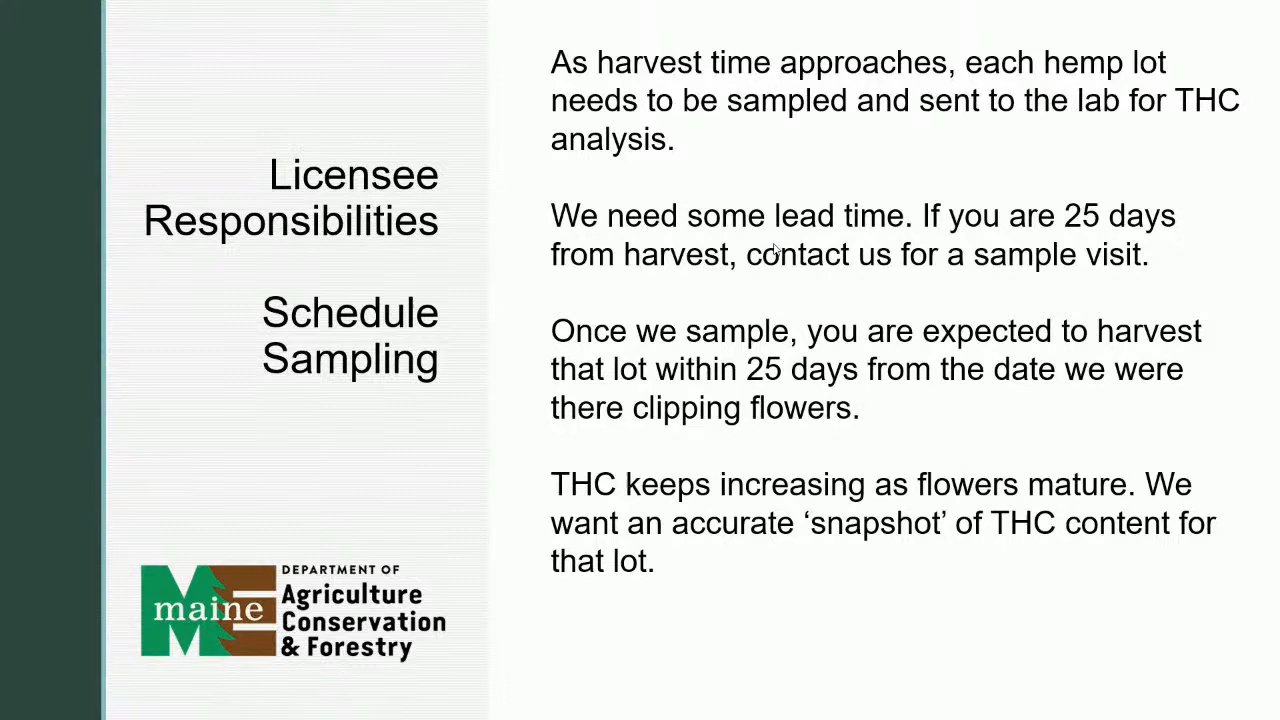 Licensee
Responsibilities
Schedule
Sampling
As harvest time approaches, each hemp lot
needs to be sampled and sent to the lab for THC
analysis.
We need some lead time. If you are 25 days
from harvest, contact us for a sample visit.
Once we sample, you are expected to harvest
that lot within 25 days from the date we were
there clipping flowers.
THC keeps increasing as flowers mature. We
want an accurate ‘snapshot’ of THC content for
that lot.
maine
DEPARTMENT OF
Agriculture
Conservation
& Forestry